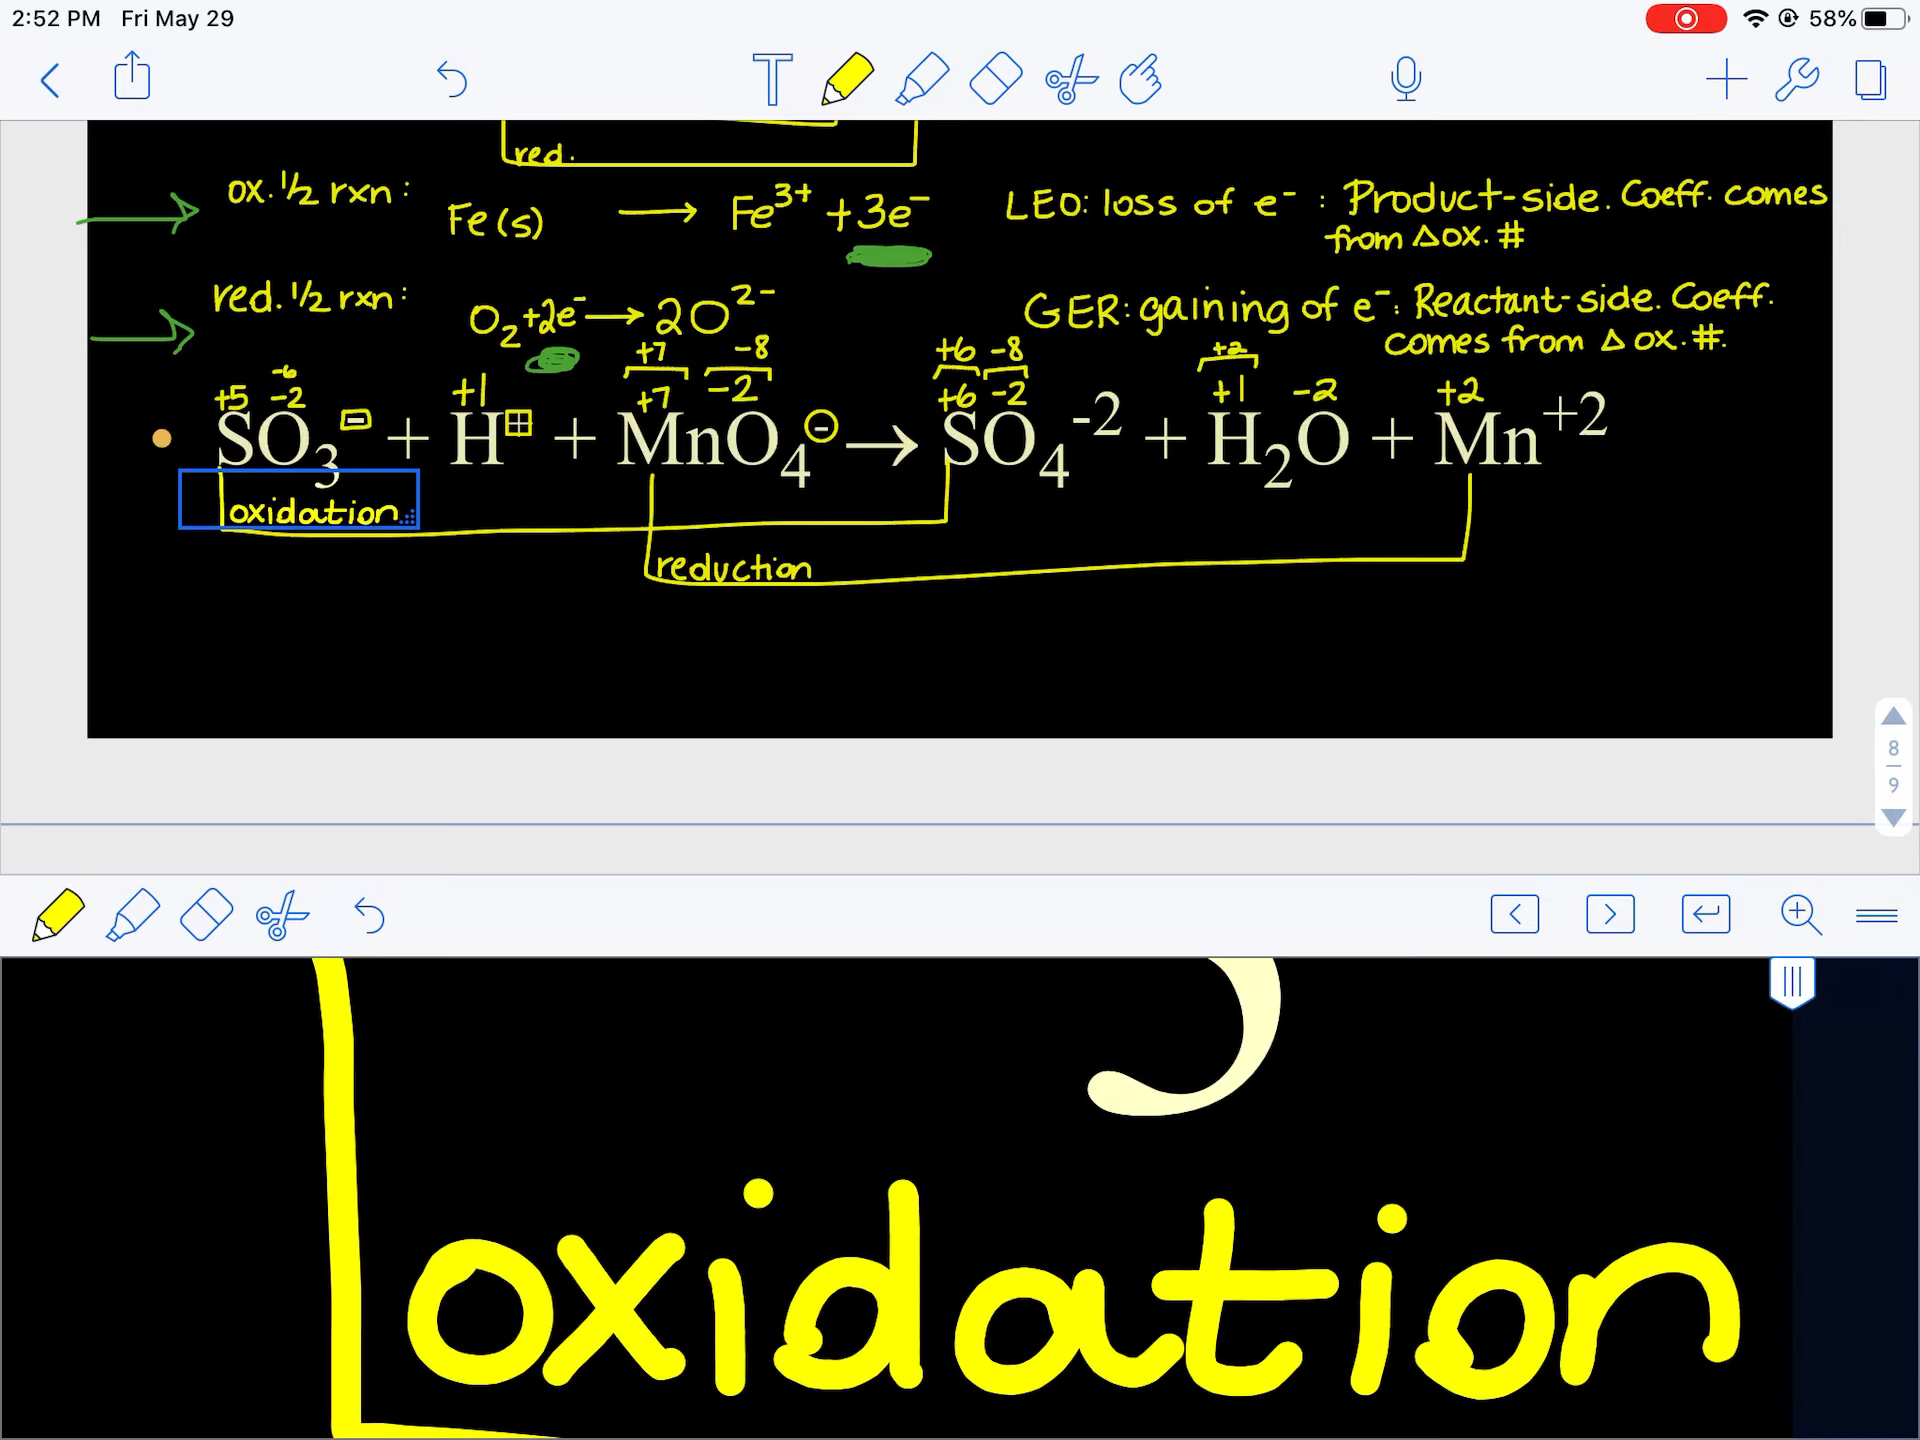 2:52 PM Fri May 29
58%
T
red.
ox. ½ rxn: Fe(s) → Fe³⁺ + 3e⁻ LEO: loss of e⁻ : Product-side. Coeff. comes
from Δox. #
red. ½ rxn: O₂+2e⁻ → 2O²⁻ GER: gaining of e⁻: Reactant-side. Coeff.
comes from Δ ox. #.
+7 -8 +6 -8 +2
-6
+5 -2 +1 +7 -2 +6 -2 +1 -2 +2
SO₃⁻ + H⁺ + MnO₄⁻ → SO₄⁻² + H₂O + Mn⁺²
oxidation
reduction
8
9
3
oxidation